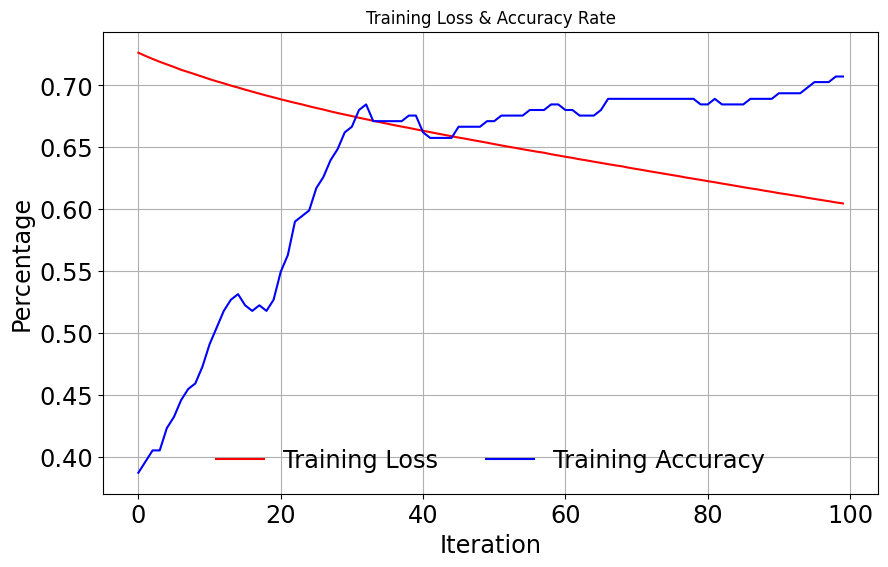 Training Loss & Accuracy Rate
Percentage
0.70
0.65
0.60
0.55
0.50
0.45
0.40
Training Loss
Training Accuracy
0 20 40 60 80 100
Iteration